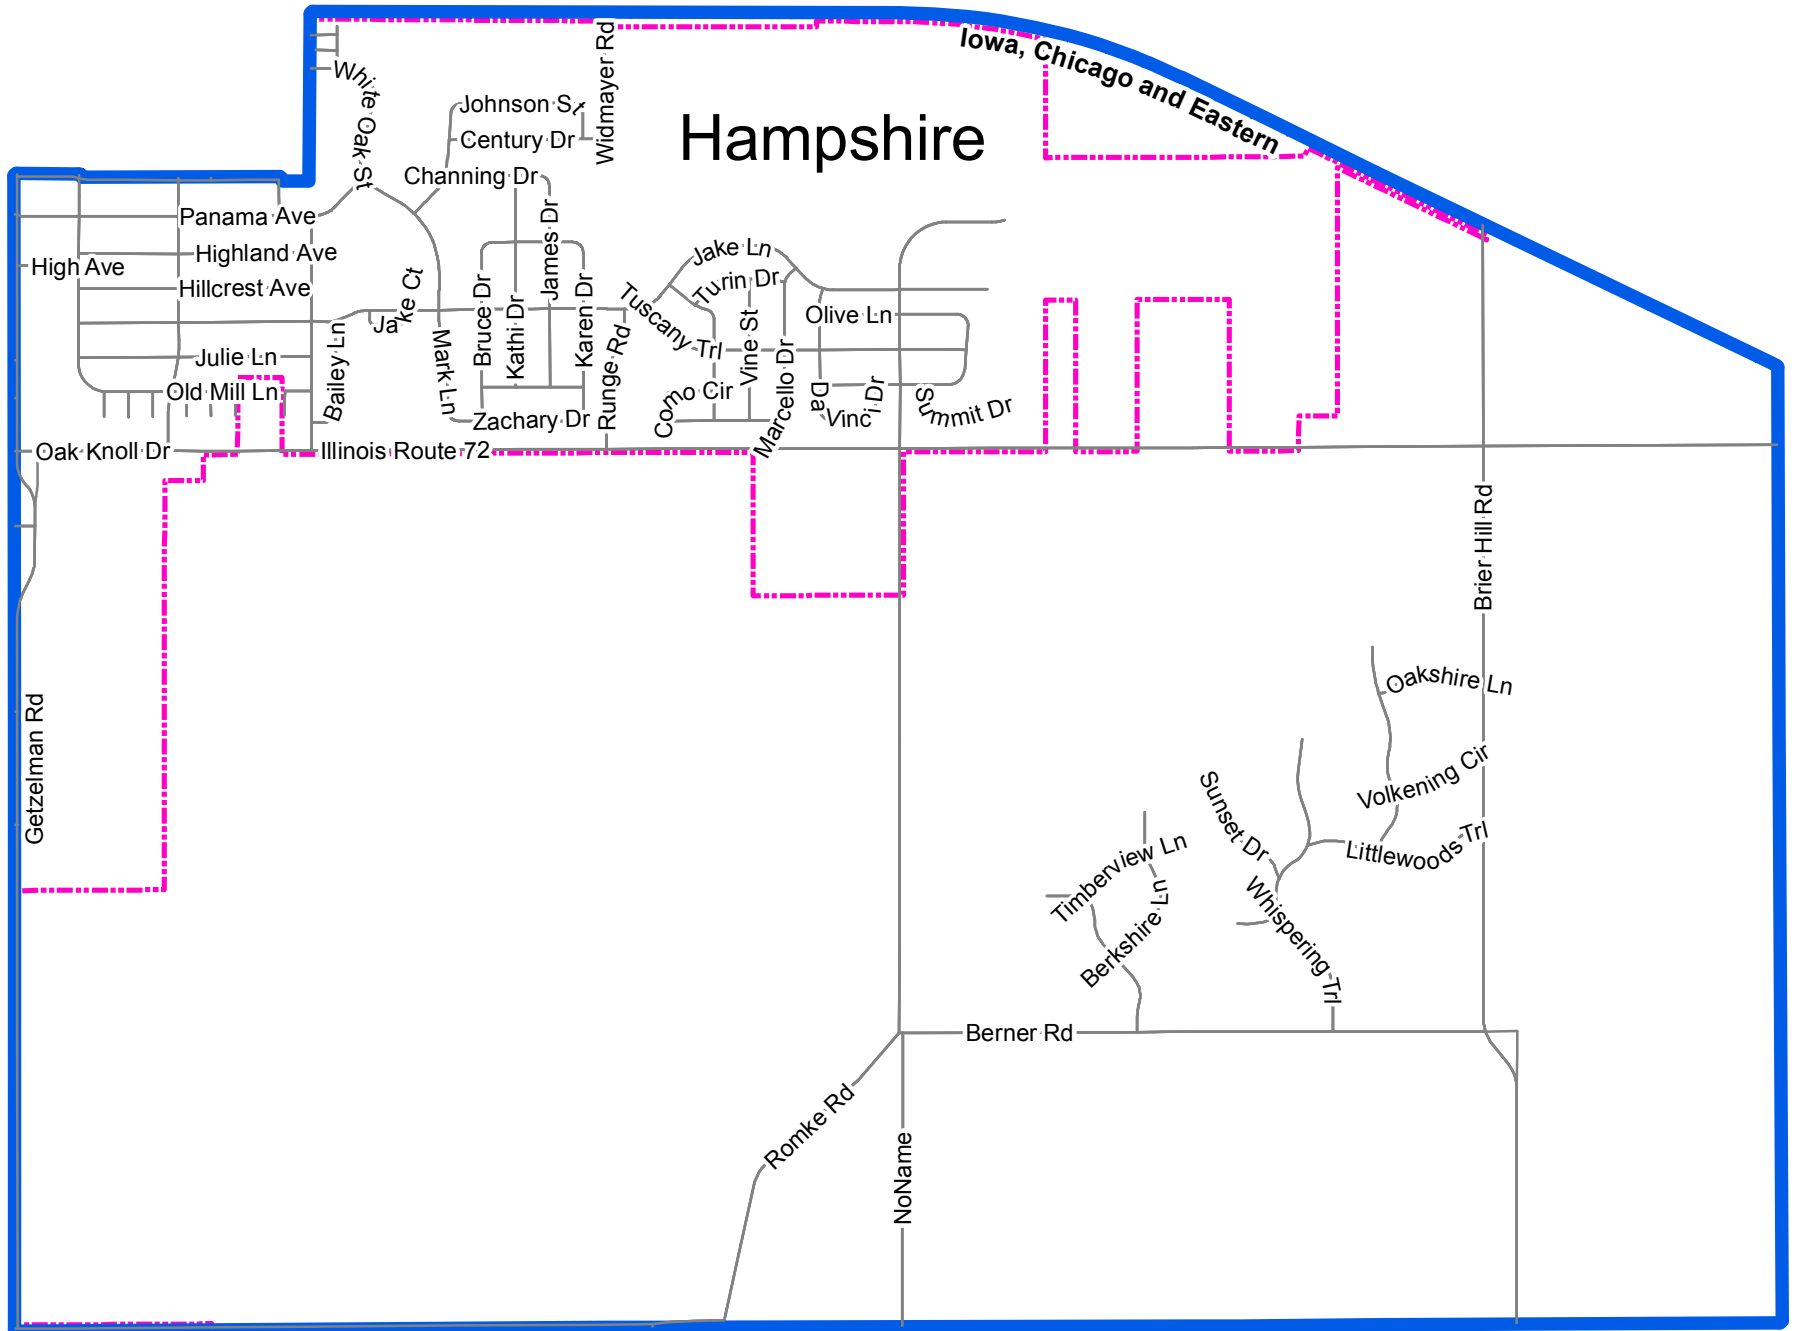 Iowa, Chicago and Eastern
Widmayer Rd
White Oak St
Johnson St
Century Dr
Hampshire
Channing Dr
Panama Ave
James Dr
Highland Ave
High Ave
Jake Ln
Hillcrest Ave
Jake Ct
Turin Dr
Bruce Dr
Kathi Dr
Karen Dr
Tuscany Trl
Olive Ln
Julie Ln
Bailey Ln
Mark Ln
Runge Rd
Vine St
Marcello Dr
Old Mill Ln
Como Cir
Da Vinci Dr
Summit Dr
Zachary Dr
Oak Knoll Dr
Illinois Route 72
Brier Hill Rd
Oakshire Ln
Getzelman Rd
Volkening Cir
Sunset Dr
Littlewoods Trl
Timberview Ln
Berkshire Ln
Whispering Trl
Berner Rd
Romke Rd
NoName